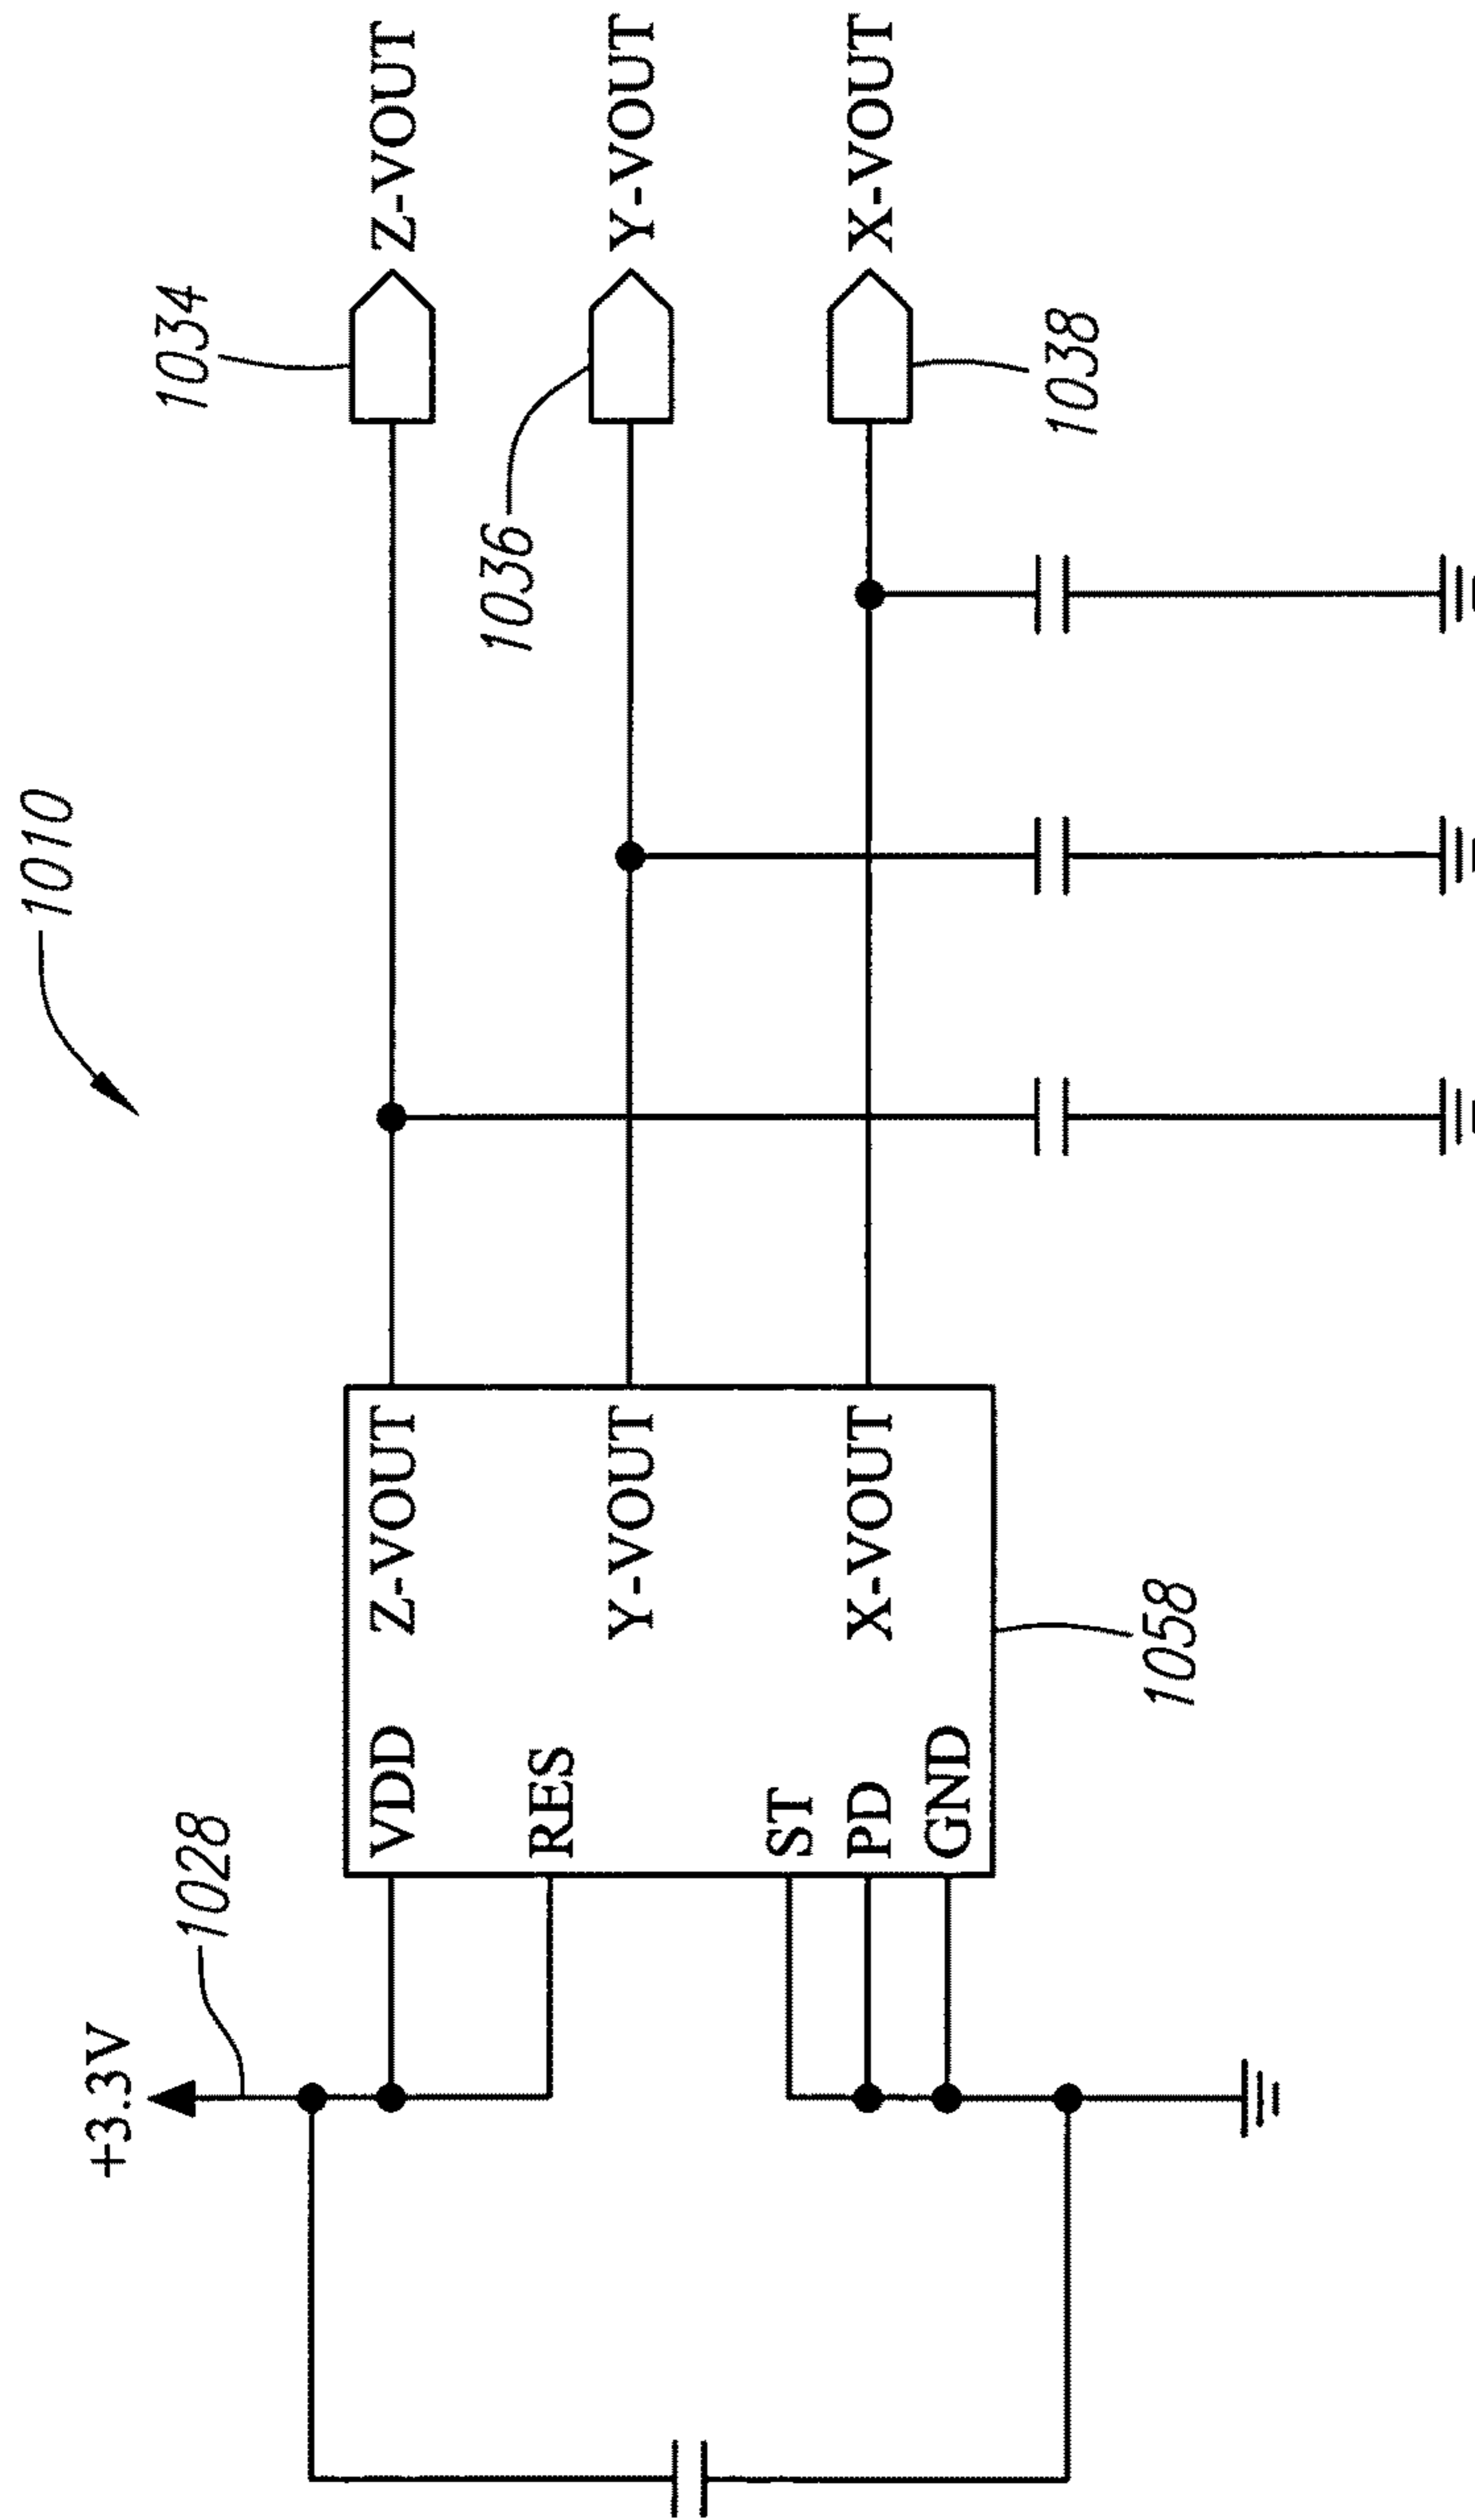 1010
+3.3V
1028
1034
VDD
Z-VOUT
Z-VOUT
RES
1036
Y-VOUT
Y-VOUT
ST
PD
X-VOUT
X-VOUT
GND
1038
1058